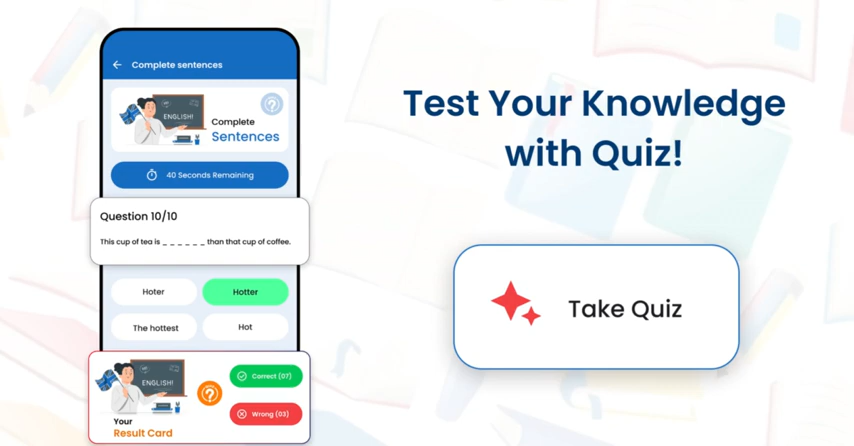 Complete sentences
ENGLISH!
Complete
Sentences
40 Seconds Remaining
Question 10/10
This cup of tea is _ _ _ _ _ _ than that cup of coffee.
Hoter
Hotter
The hottest
Hot
ENGLISH!
Your
Result Card
Correct (07)
Wrong (03)
Test Your Knowledge
with Quiz!
Take Quiz